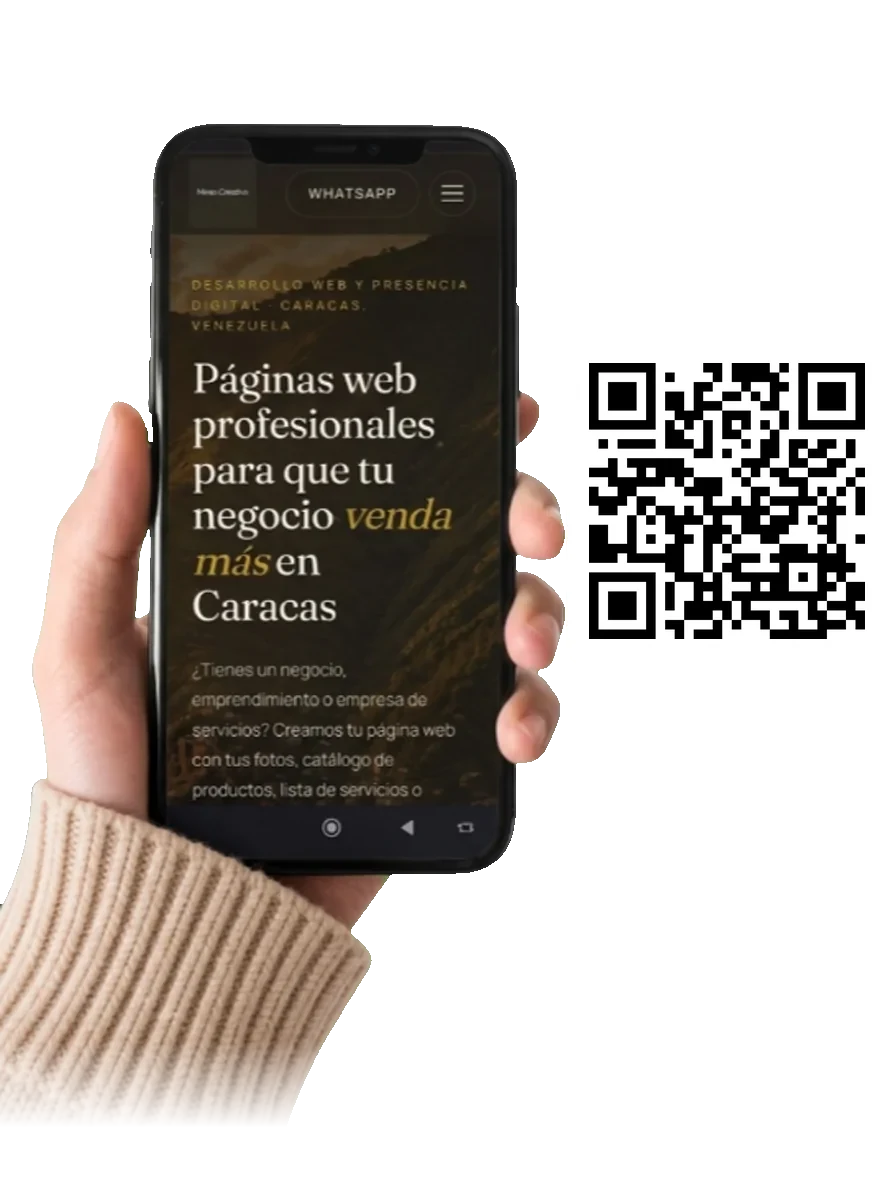 WHATSAPP
DESARROLLO WEB Y PRESENCIA
DIGITAL · CARACAS,
VENEZUELA
Páginas web
profesionales
para que tu
negocio venda
más en
Caracas
¿Tienes un negocio,
emprendimiento o empresa de
servicios? Creamos tu página web
con tus fotos, catálogo de
productos, lista de servicios o